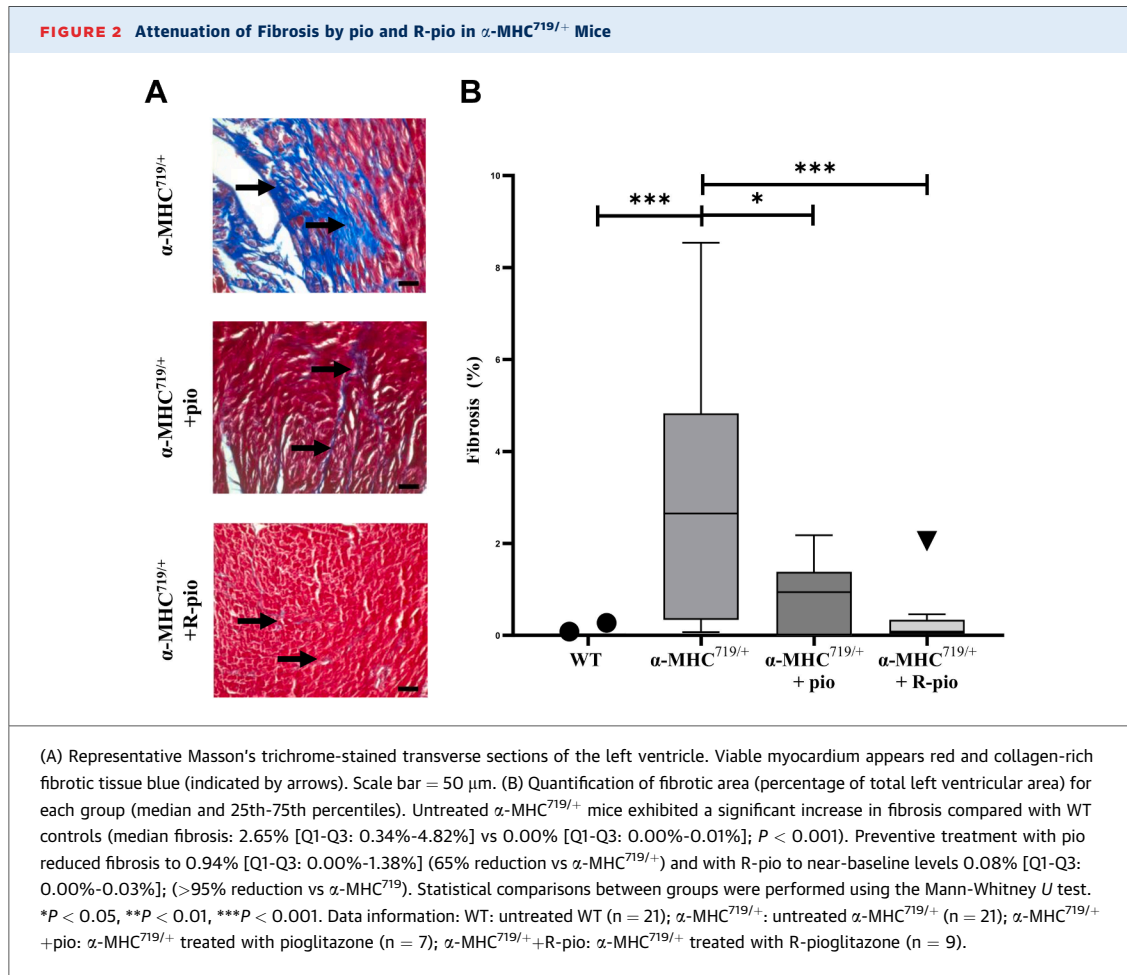 FIGURE 2 Attenuation of Fibrosis by pio and R-pio in α-MHC719/+ Mice
A
B
α-MHC719/+
α-MHC719/+
+pio
α-MHC719/+
+R-pio
Fibrosis (%)
10
8
6
4
2
0
***
*
***
WT
α-MHC719/+
α-MHC719/+
+ pio
α-MHC719/+
+ R-pio
(A) Representative Masson's trichrome-stained transverse sections of the left ventricle. Viable myocardium appears red and collagen-rich
fibrotic tissue blue (indicated by arrows). Scale bar = 50 μm. (B) Quantification of fibrotic area (percentage of total left ventricular area) for
each group (median and 25th-75th percentiles). Untreated α-MHC719/+ mice exhibited a significant increase in fibrosis compared with WT
controls (median fibrosis: 2.65% [Q1-Q3: 0.34%-4.82%] vs 0.00% [Q1-Q3: 0.00%-0.01%]; P < 0.001). Preventive treatment with pio
reduced fibrosis to 0.94% [Q1-Q3: 0.00%-1.38%] (65% reduction vs α-MHC719/+) and with R-pio to near-baseline levels 0.08% [Q1-Q3:
0.00%-0.03%]; (>95% reduction vs α-MHC719). Statistical comparisons between groups were performed using the Mann-Whitney U test.
*P < 0.05, **P < 0.01, ***P < 0.001. Data information: WT: untreated WT (n = 21); α-MHC719/+: untreated α-MHC719/+ (n = 21); α-MHC719/+
+pio: α-MHC719/+ treated with pioglitazone (n = 7); α-MHC719/++R-pio: α-MHC719/+ treated with R-pioglitazone (n = 9).